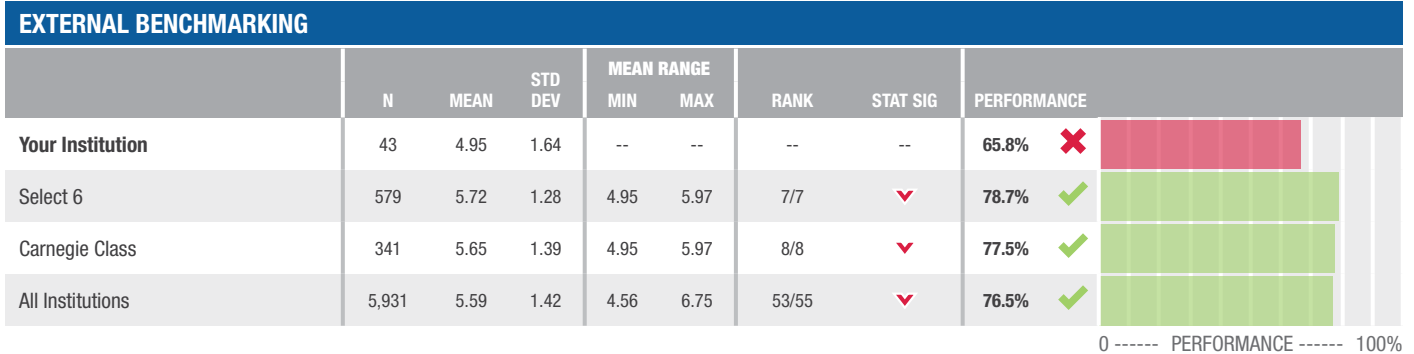 EXTERNAL BENCHMARKING
N MEAN STD DEV MEAN RANGE MIN MAX RANK STAT SIG PERFORMANCE
Your Institution 43 4.95 1.64 -- -- -- -- 65.8%
Select 6 579 5.72 1.28 4.95 5.97 7/7 78.7%
Carnegie Class 341 5.65 1.39 4.95 5.97 8/8 77.5%
All Institutions 5,931 5.59 1.42 4.56 6.75 53/55 76.5%
0 ------ PERFORMANCE ------ 100%